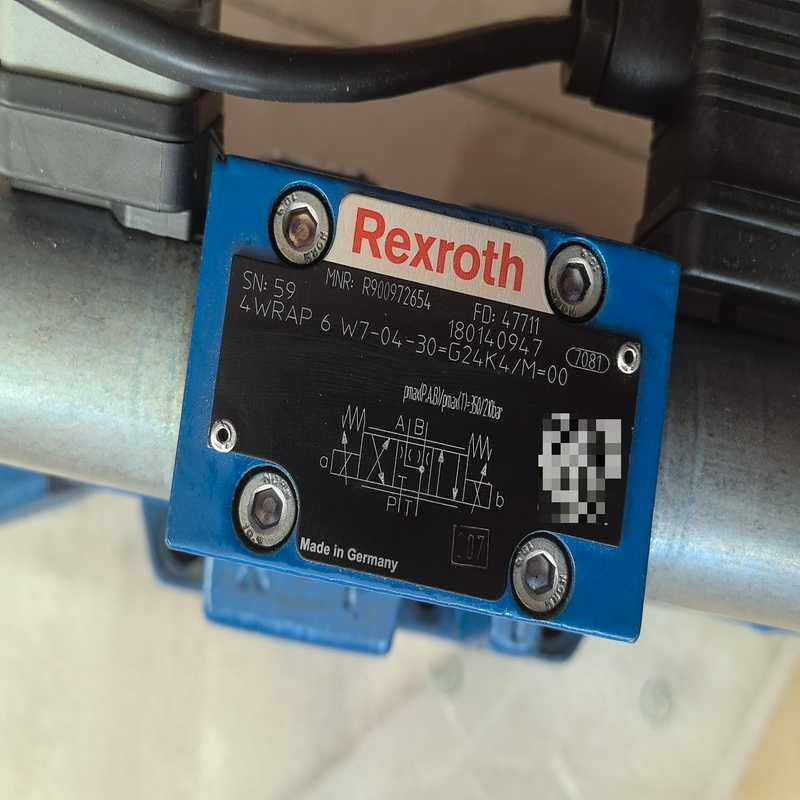 Rexroth
MNR: R900972654
FD: 47711
SN: 59
180140947
4WRAP 6 W7-04-30=G24K4/M=00
7081
pmax(P,A,B)/pmax(T)=350/210bar
A B
a
b
P T
Made in Germany